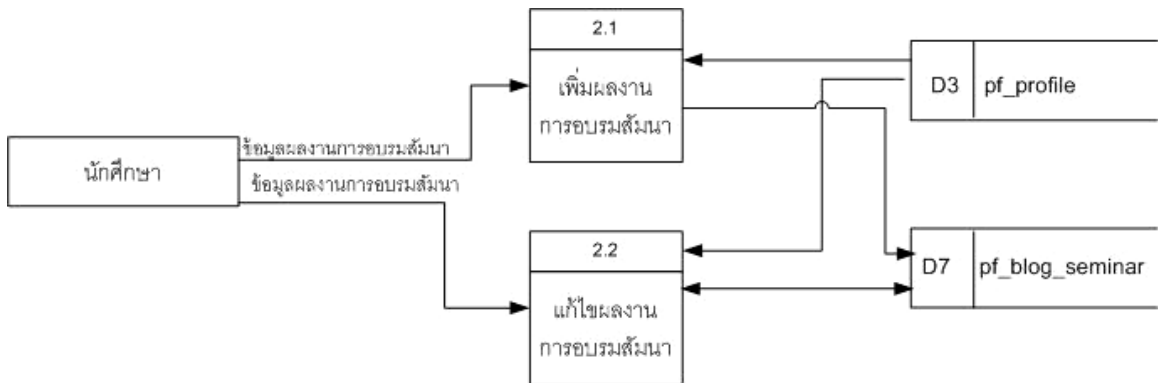 2.1
เพิ่มผลงาน
การอบรมสัมนา
D3 pf_profile
นักศึกษา
ข้อมูลผลงานการอบรมสัมนา
ข้อมูลผลงานการอบรมสัมนา
2.2
แก้ไขผลงาน
การอบรมสัมนา
D7 pf_blog_seminar